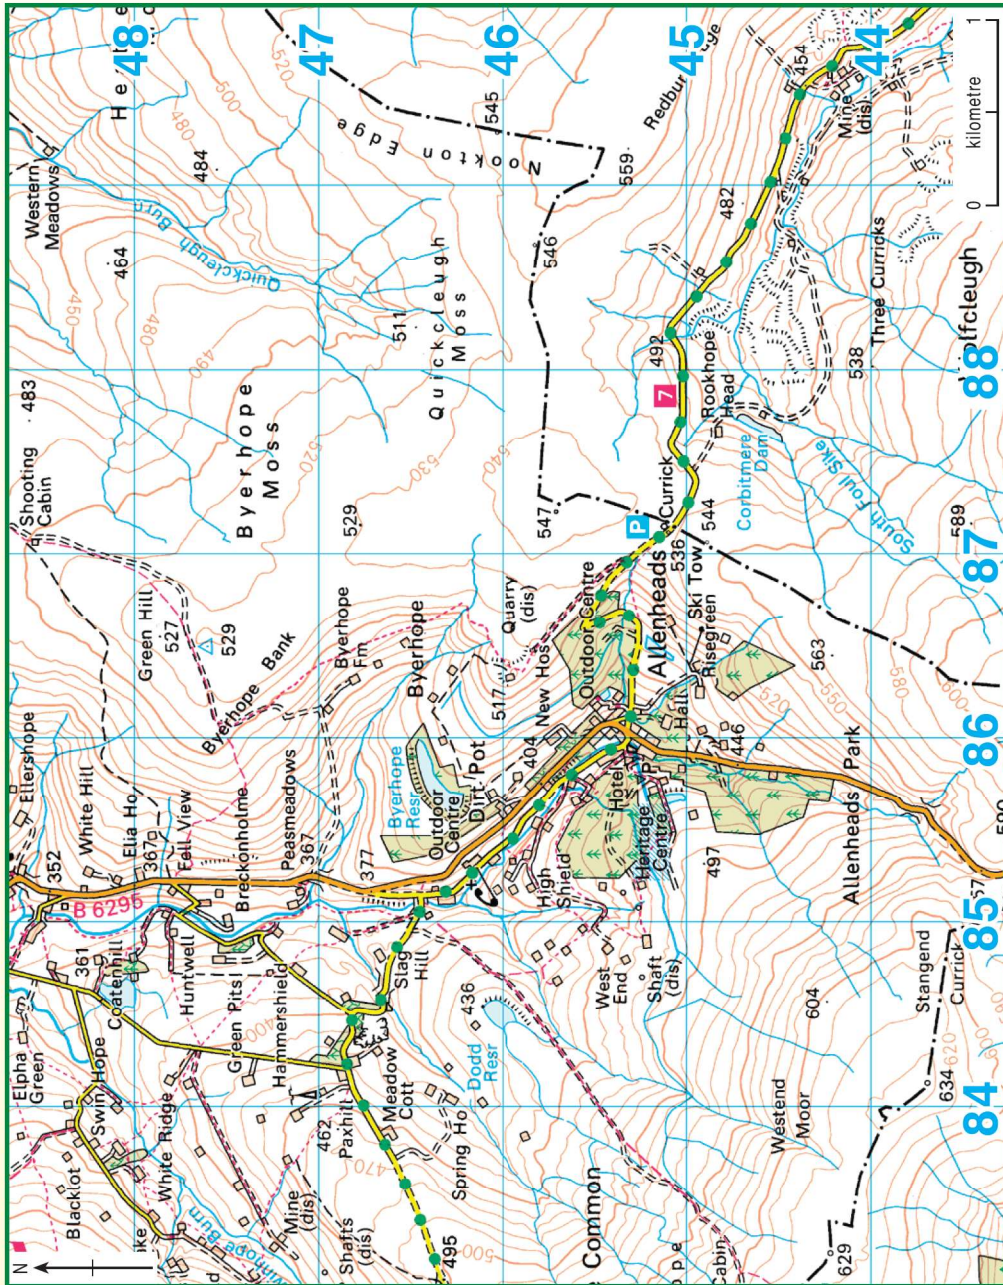 N
Blacklot
Elpha
Green
Swin Hope
White Ridge
Coatenhill
361
Ellershope
352
White Hill
Elia Ho
367
Fell View
B 6295
Huntwell
Green Pits
Hammershield
Breckonholme
Peasmeadows
367
Shooting
Cabin
483
Green Hill
527
529
Byerhope
Bank
Byerhope
Fm
Byerhope
Moss
529
464
Western
Meadows
484
Quickcleugh Burn
48
47
46
45
44
450
480
490
480
500
520
520
530
540
511
Quickcleugh
Moss
Nookton Edge
545
546
547
559
Mine
(dis)
Shafts
(dis)
462
Paxhill
Meadow
Cott
Spring Ho
470
495
500
400
Slag
Hill
Dodd
Resr
436
377
Byerhope
Resr
Outdoor
Centre
Dirt Pot
Byerhope
404
517
New Hos
Quarry
(dis)
Outdoor Centre
High
Shield
West
End
Shaft
(dis)
Heritage
Centre
Hotel
Hall
Allenheads
Ski Tow
Risegreen
446
497
P
P
Currick
536
544
7
492
Rookhope
Head
Corbitmere
Dam
South Foul Sike
482
454
Mine
(dis)
538
Three Curricks
Common
Cabin
Westend
Moor
604
Allenheads Park
563
520
550
580
600
589
629
634
620
Stangend
Currick
84
85
86
87
88
0
kilometre
1